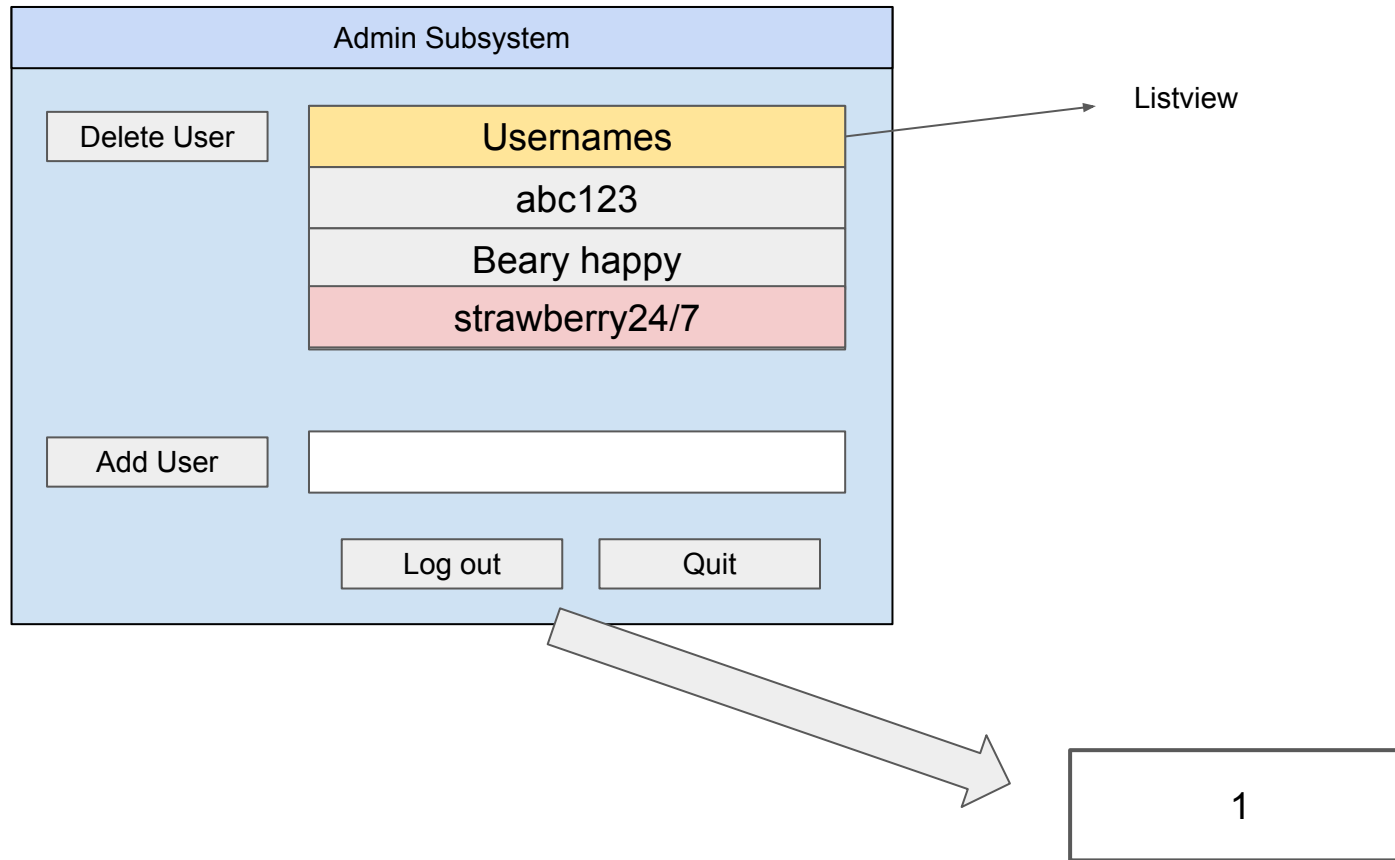 Admin Subsystem
Listview
Delete User
Usernames
abc123
Beary happy
strawberry24/7
Add User
Log out
Quit
1